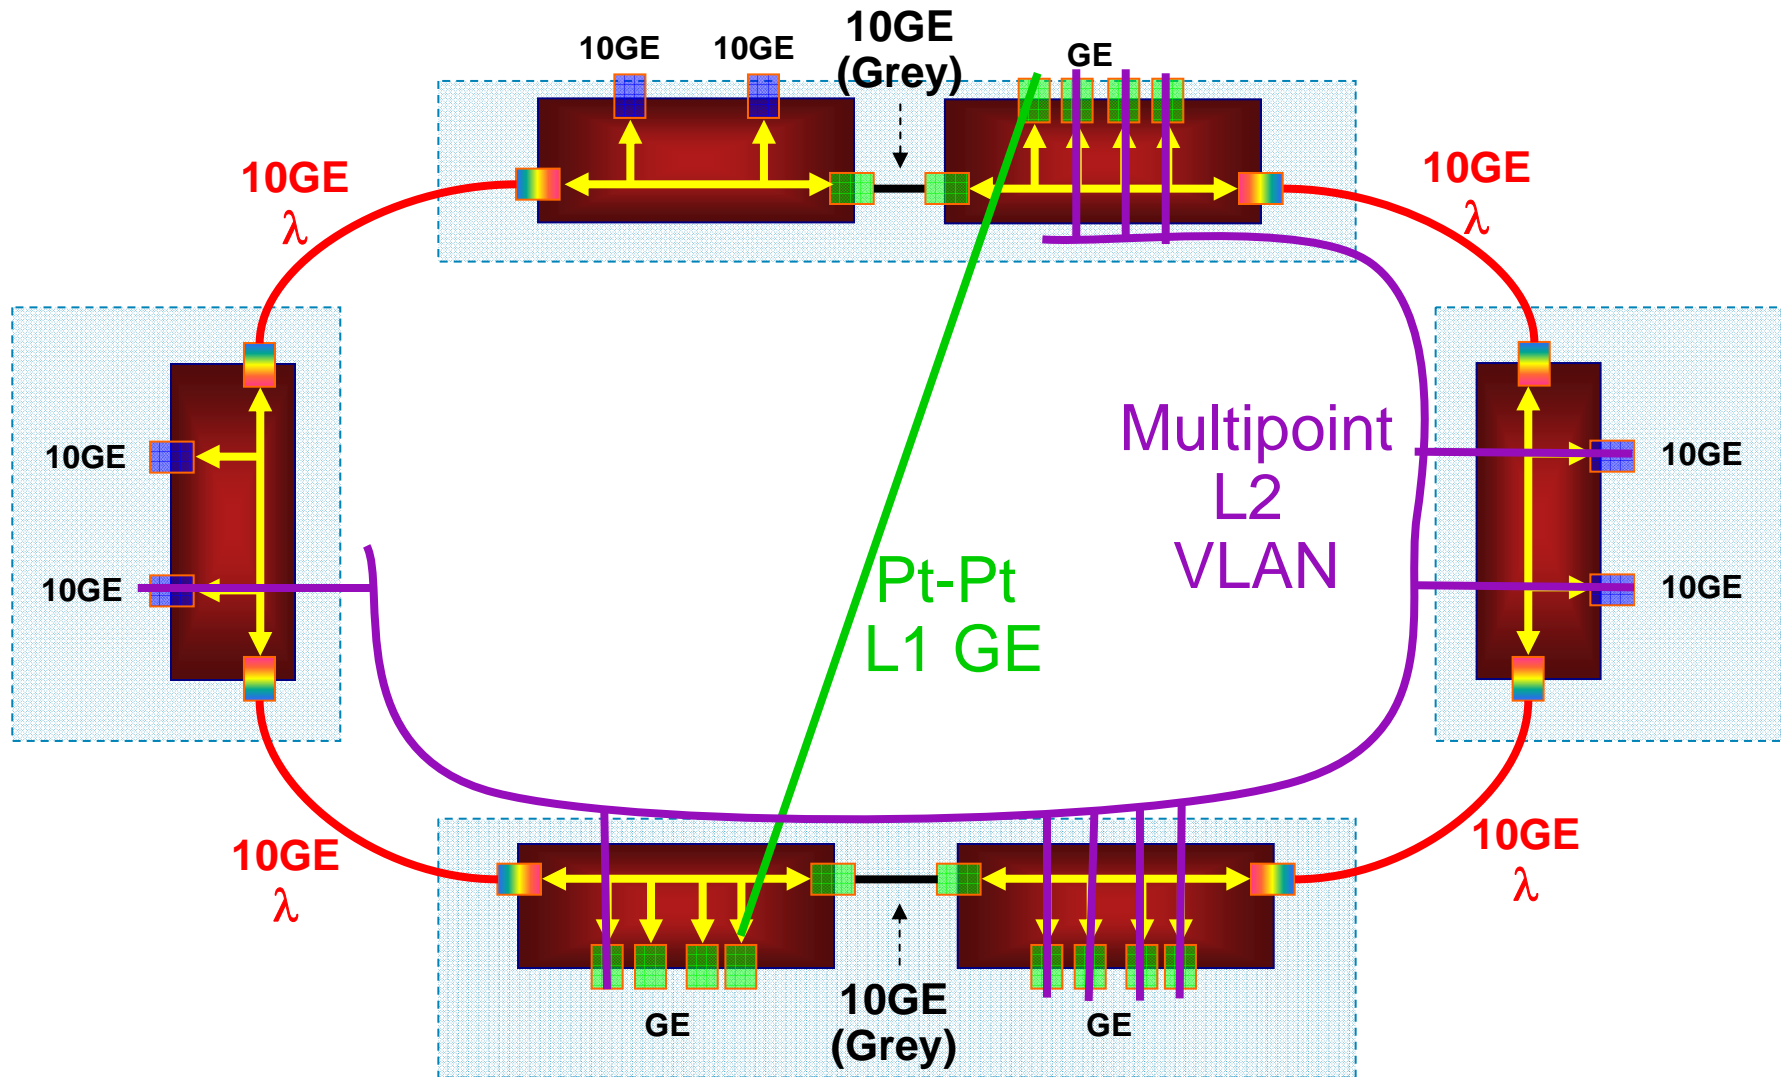 10GE
(Grey)
10GE
10GE
GE
10GE
λ
10GE
λ
10GE
10GE
Multipoint
L2
VLAN
10GE
10GE
Pt-Pt
L1 GE
10GE
λ
10GE
λ
GE
10GE
(Grey)
GE